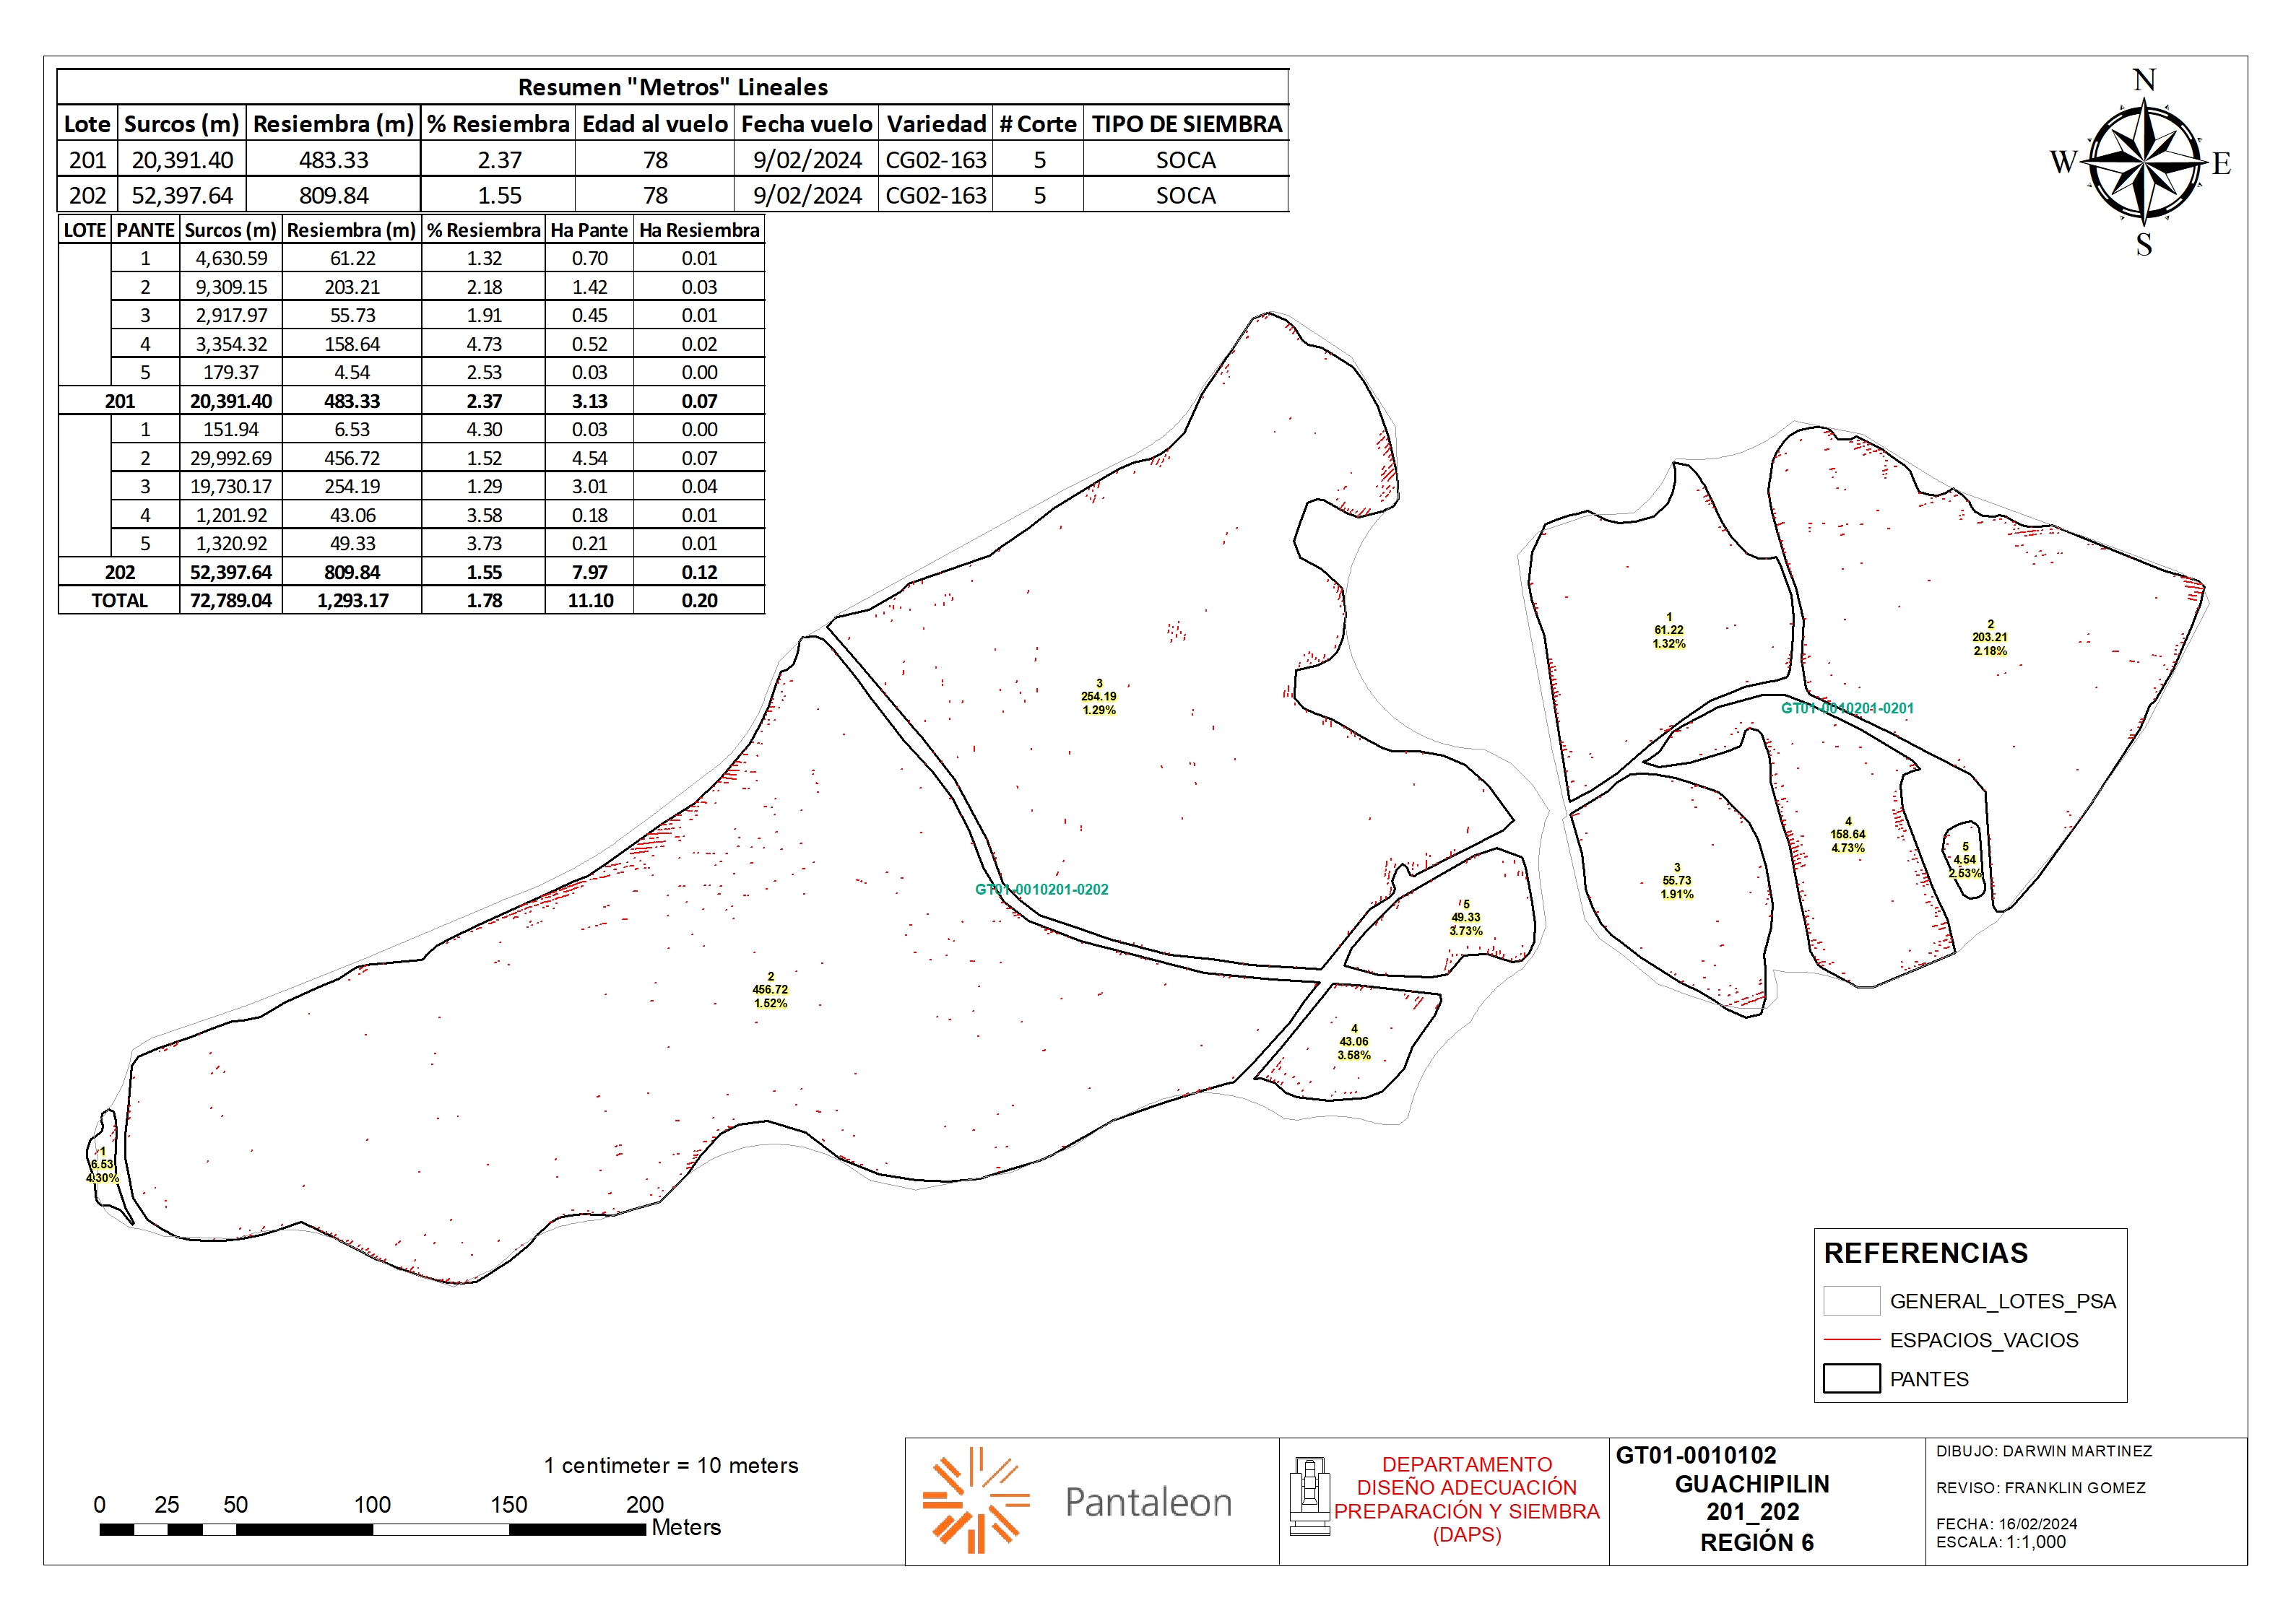 Resumen "Metros" Lineales
Lote Surcos (m) Resiembra (m) % Resiembra Edad al vuelo Fecha vuelo Variedad # Corte TIPO DE SIEMBRA
201 20,391.40 483.33 2.37 78 9/02/2024 CG02-163 5 SOCA
202 52,397.64 809.84 1.55 78 9/02/2024 CG02-163 5 SOCA
LOTE PANTE Surcos (m) Resiembra (m) % Resiembra Ha Pante Ha Resiembra
1 4,630.59 61.22 1.32 0.70 0.01
2 9,309.15 203.21 2.18 1.42 0.03
3 2,917.97 55.73 1.91 0.45 0.01
4 3,354.32 158.64 4.73 0.52 0.02
5 179.37 4.54 2.53 0.03 0.00
201 20,391.40 483.33 2.37 3.13 0.07
1 151.94 6.53 4.30 0.03 0.00
2 29,992.69 456.72 1.52 4.54 0.07
3 19,730.17 254.19 1.29 3.01 0.04
4 1,201.92 43.06 3.58 0.18 0.01
5 1,320.92 49.33 3.73 0.21 0.01
202 52,397.64 809.84 1.55 7.97 0.12
TOTAL 72,789.04 1,293.17 1.78 11.10 0.20
N
W E
S
1
61.22
1.32%
2
203.21
2.18%
3
254.19
1.29%
GT01-0010201-0201
4
158.64
4.73%
5
4.54
2.53%
3
55.73
1.91%
GT01-0010201-0202
5
49.33
3.73%
2
456.72
1.52%
4
43.06
3.58%
1
6.53
4.30%
REFERENCIAS
GENERAL_LOTES_PSA
ESPACIOS_VACIOS
PANTES
1 centimeter = 10 meters
0 25 50 100 150 200
Meters
Pantaleon
DEPARTAMENTO
DISEÑO ADECUACIÓN
PREPARACIÓN Y SIEMBRA
(DAPS)
GT01-0010102
GUACHIPILIN
201_202
REGIÓN 6
DIBUJO: DARWIN MARTINEZ
REVISO: FRANKLIN GOMEZ
FECHA: 16/02/2024
ESCALA: 1:1,000